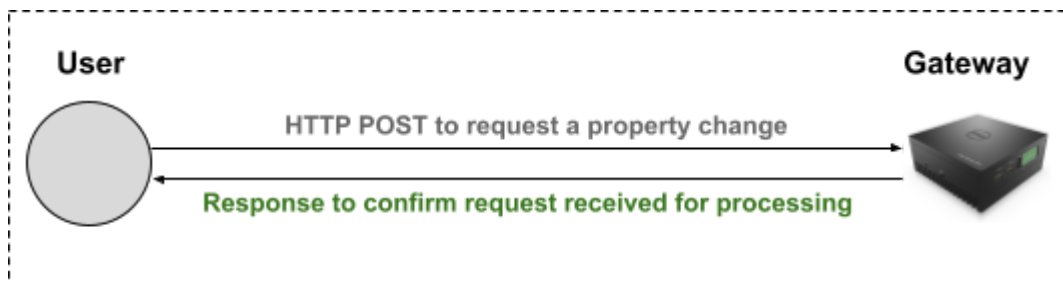 User
Gateway
HTTP POST to request a property change
Response to confirm request received for processing